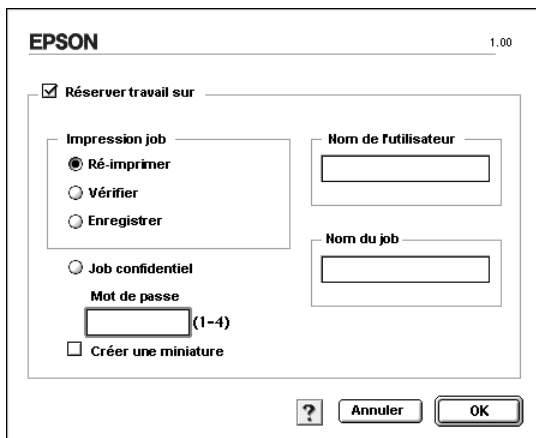 EPSON
1.00
Réserver travail sur
Impression job
Ré-imprimer
Vérifier
Enregistrer
Job confidentiel
Mot de passe
(1-4)
Créer une miniature
Nom de l'utilisateur
Nom du job
?
Annuler
OK